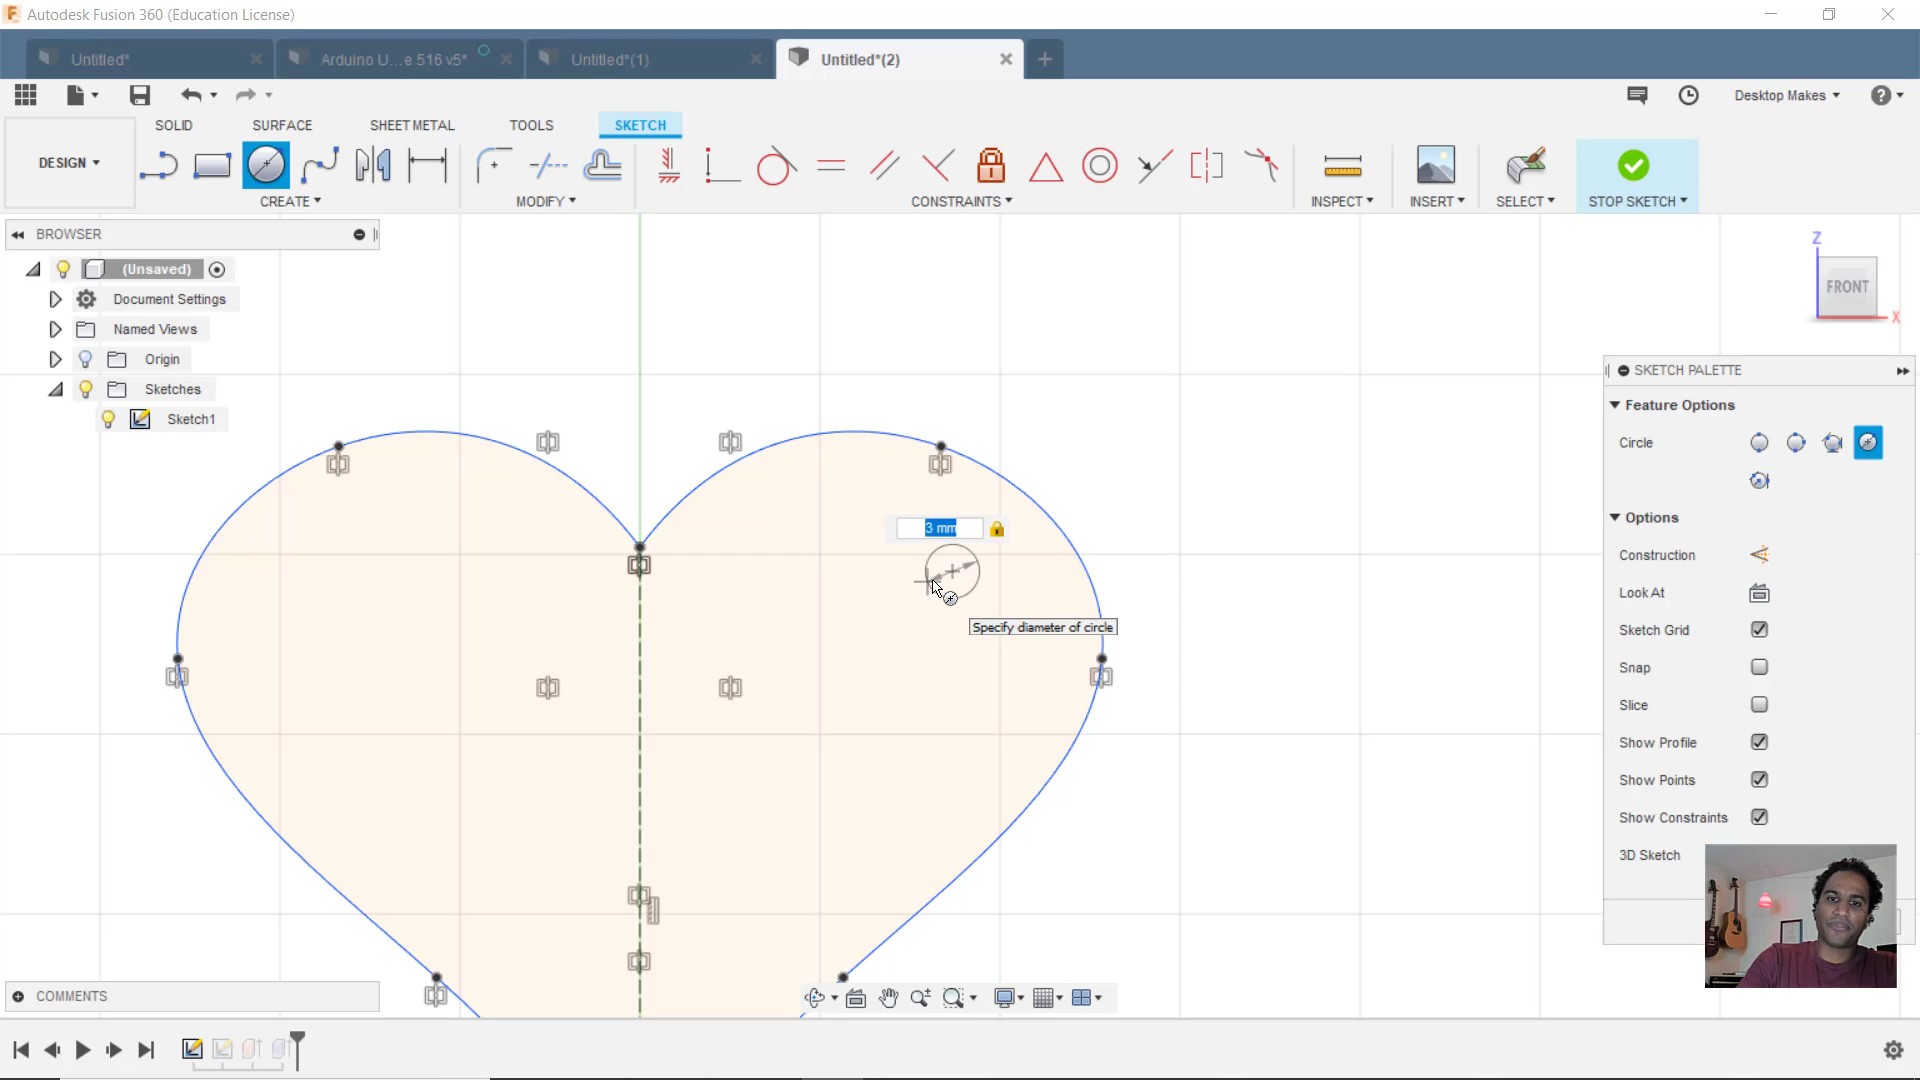 Autodesk Fusion 360 (Education License)
Untitled*
Arduino U...e 516 v5*
Untitled*(1)
Untitled*(2)
Desktop Makes
SOLID
SURFACE
SHEET METAL
TOOLS
SKETCH
DESIGN
CREATE
MODIFY
CONSTRAINTS
INSPECT
INSERT
SELECT
STOP SKETCH
BROWSER
(Unsaved)
Document Settings
Named Views
Origin
Sketches
Sketch1
Z
FRONT
X
3 mm
Specify diameter of circle
SKETCH PALETTE
Feature Options
Circle
Options
Construction
Look At
Sketch Grid
Snap
Slice
Show Profile
Show Points
Show Constraints
3D Sketch
COMMENTS